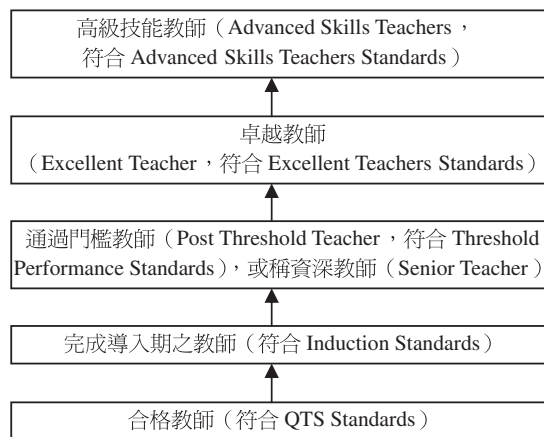 高級技能教師（Advanced Skills Teachers，
符合 Advanced Skills Teachers Standards）
卓越教師
（Excellent Teacher，符合 Excellent Teachers Standards）
通過門檻教師（Post Threshold Teacher，符合 Threshold
Performance Standards），或稱資深教師（Senior Teacher）
完成導入期之教師（符合 Induction Standards）
合格教師（符合 QTS Standards）